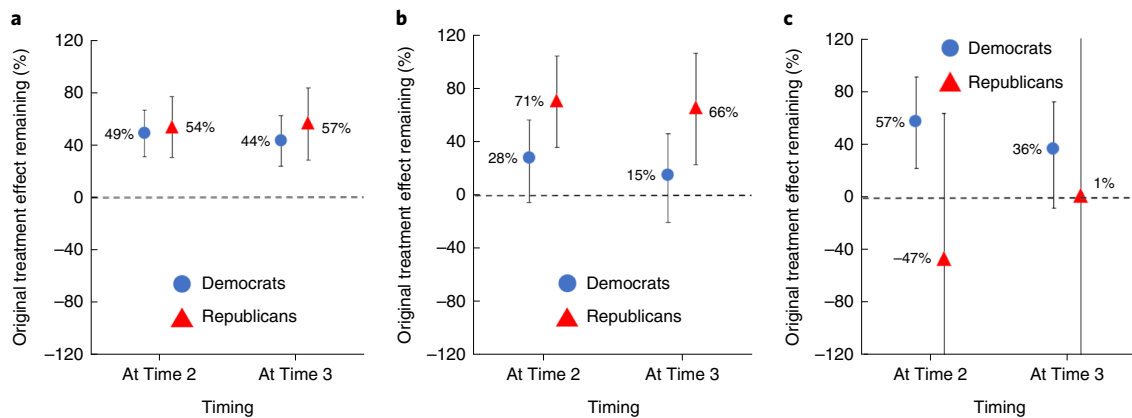 a
Original treatment effect remaining (%)
120
80
40
0
−40
−80
−120
49%
54%
44%
57%
Democrats
Republicans
At Time 2
At Time 3
Timing
b
Original treatment effect remaining (%)
120
80
40
0
−40
−80
−120
28%
71%
15%
66%
Democrats
Republicans
At Time 2
At Time 3
Timing
c
Original treatment effect remaining (%)
120
80
40
0
−40
−80
−120
Democrats
Republicans
57%
−47%
36%
1%
At Time 2
At Time 3
Timing